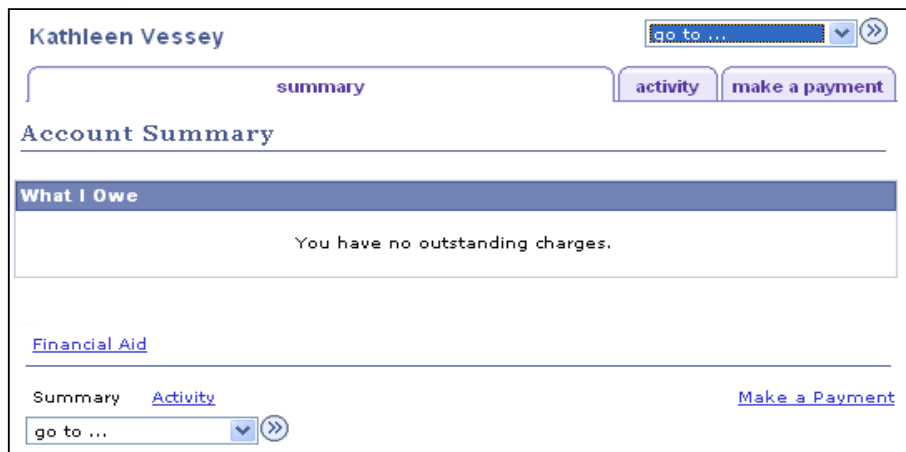 Kathleen Vessey
go to ...
summary
activity
make a payment
Account Summary
What I Owe
You have no outstanding charges.
Financial Aid
Summary Activity Make a Payment
go to ...